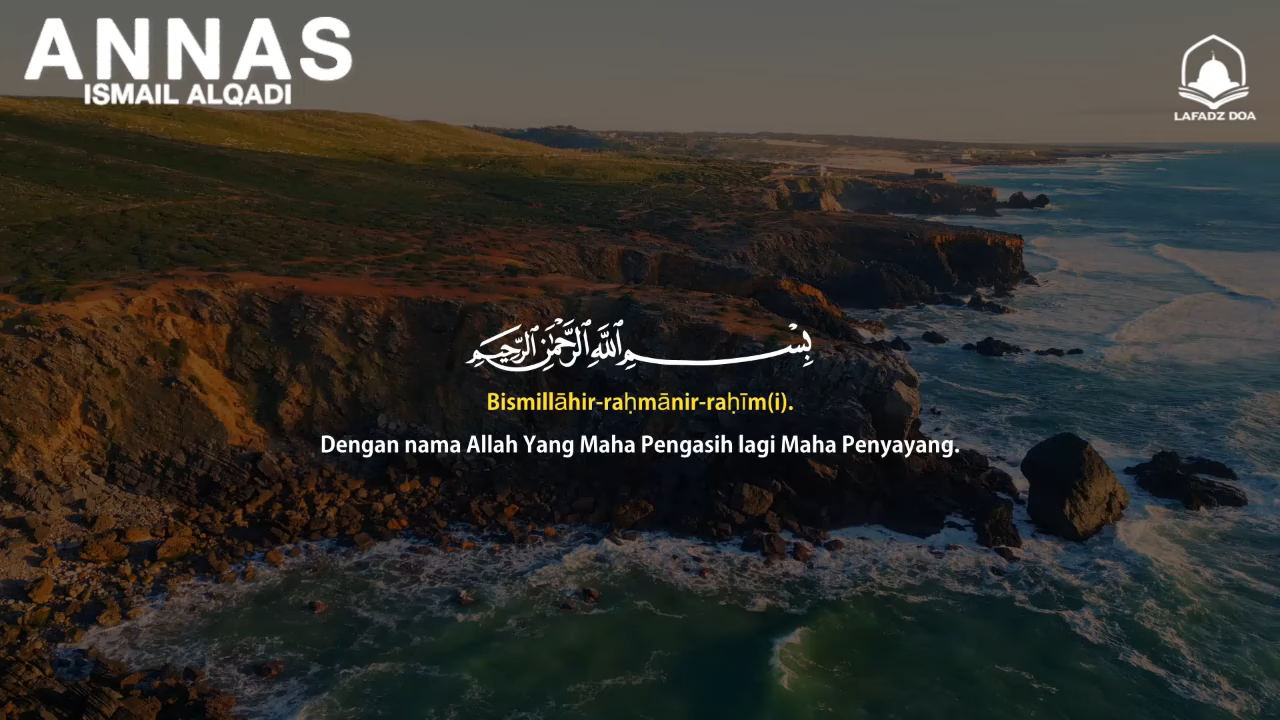 ANNAS
ISMAIL ALQADI
LAFADZ DOA
بِسْمِ اللَّهِ الرَّحْمَٰنِ الرَّحِيمِ
Bismillāhir-raḥmānir-raḥīm(i).
Dengan nama Allah Yang Maha Pengasih lagi Maha Penyayang.